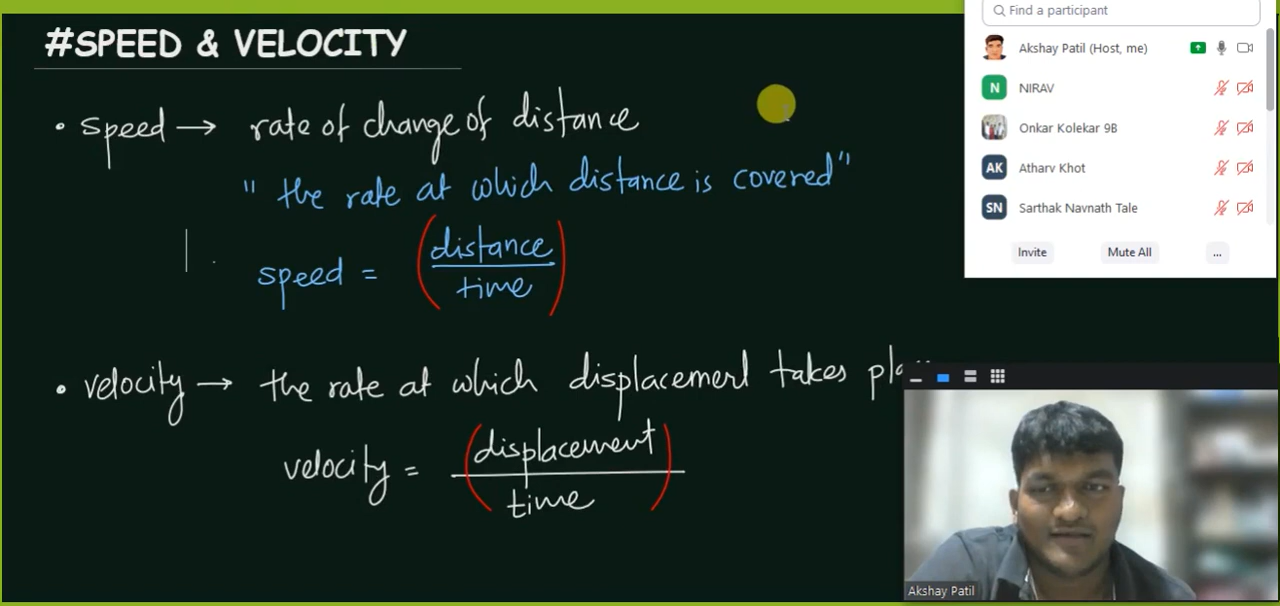 #SPEED & VELOCITY
• speed → rate of change of distance
" the rate at which distance is covered"
speed = (distance
time)
• velocity → the rate at which displacement takes pla
velocity = (displacement
time)
Find a participant
Akshay Patil (Host, me)
N NIRAV
Onkar Kolekar 9B
AK Atharv Khot
SN Sarthak Navnath Tale
Invite Mute All ...
Akshay Patil